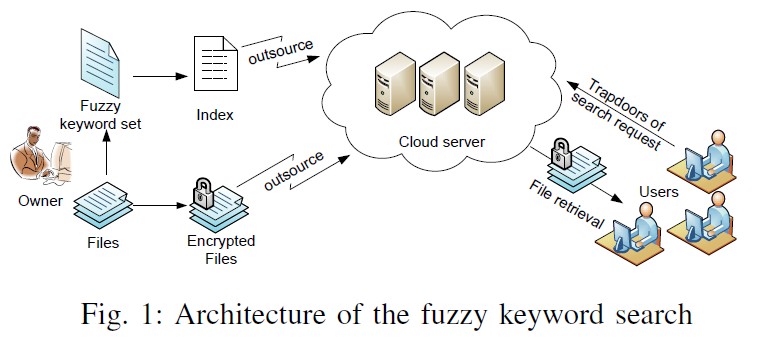 outsource
Fuzzy
keyword set
Index
Cloud server
Trapdoors of
search request
Owner
Files
Encrypted
Files
outsource
File retrieval
Users
Fig. 1: Architecture of the fuzzy keyword search